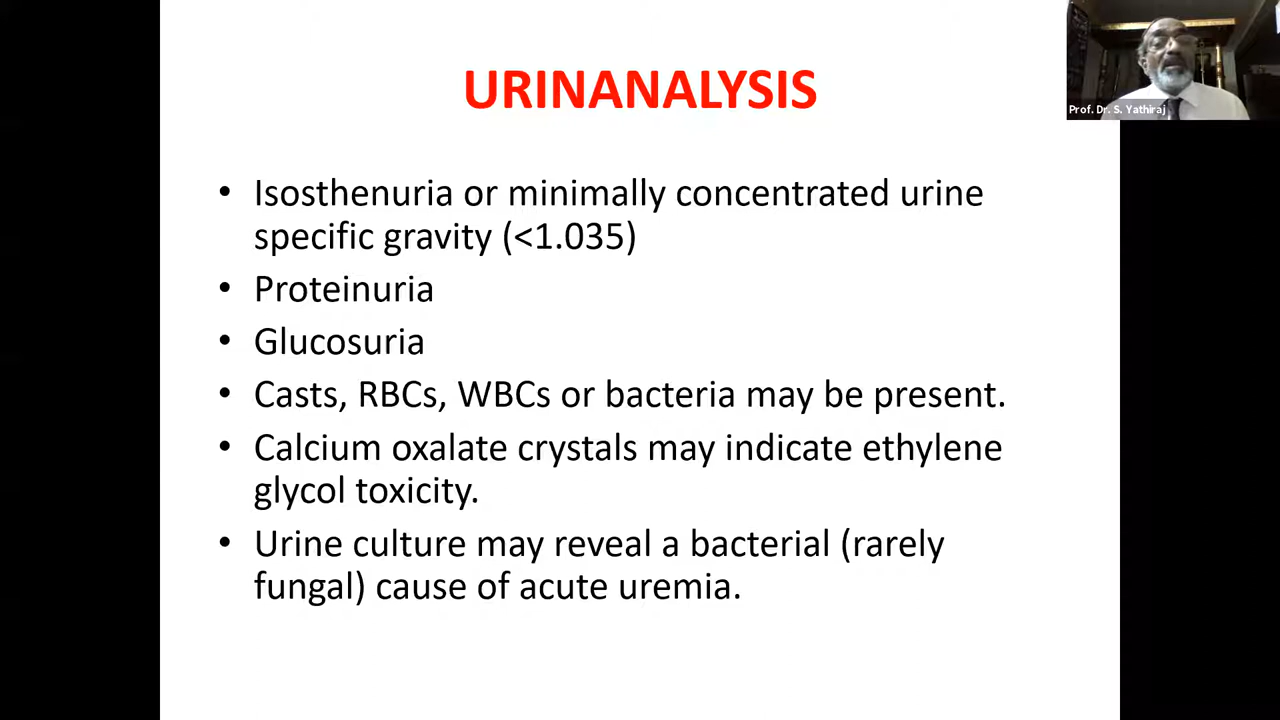 URINANALYSIS
Prof. Dr. S. Yathiraj
• Isosthenuria or minimally concentrated urine
specific gravity (<1.035)
• Proteinuria
• Glucosuria
• Casts, RBCs, WBCs or bacteria may be present.
• Calcium oxalate crystals may indicate ethylene
glycol toxicity.
• Urine culture may reveal a bacterial (rarely
fungal) cause of acute uremia.